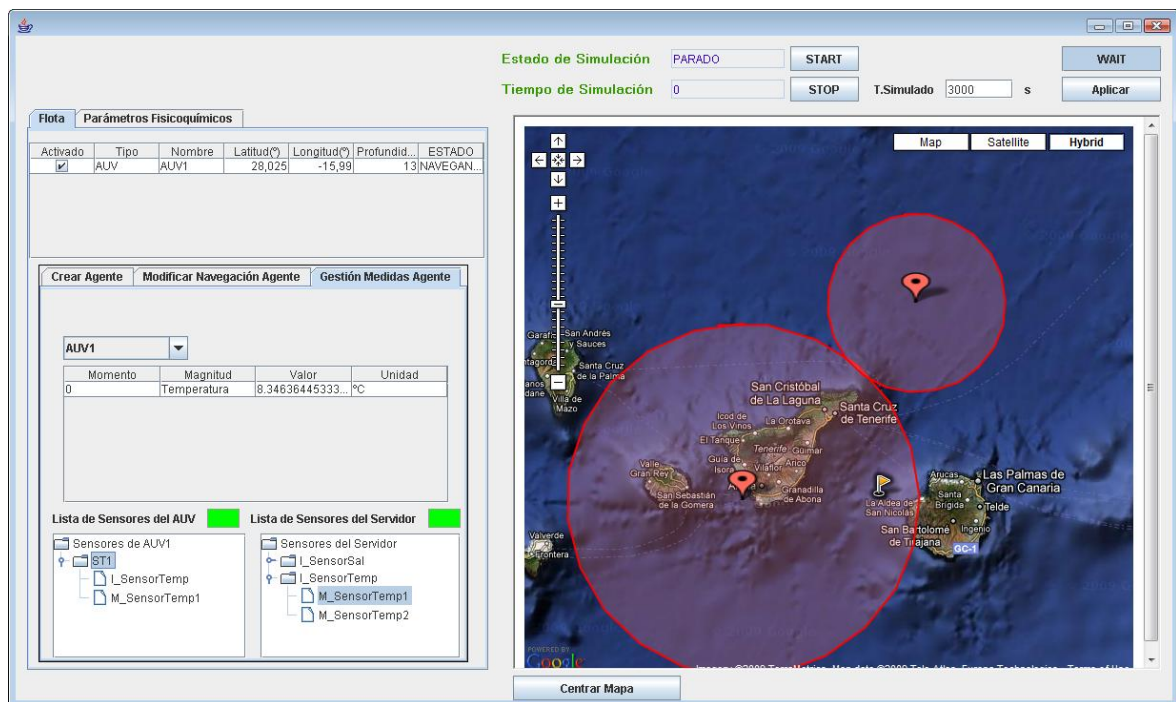 Estado de Simulación PARADO START WAIT
Tiempo de Simulación 0 STOP T.Simulado 3000 s Aplicar
Flota Parámetros Fisicoquímicos
Activado Tipo Nombre Latitud(º) Longitud(º) Profundid... ESTADO
AUV AUV1 28,025 -15,99 13 NAVEGAN...
Crear Agente Modificar Navegación Agente Gestión Medidas Agente
AUV1
Momento Magnitud Valor Unidad
0 Temperatura 8.34636445333... ºC
Lista de Sensores del AUV Lista de Sensores del Servidor
Sensores de AUV1
ST1
I_SensorTemp
M_SensorTemp1
Sensores del Servidor
I_SensorSal
I_SensorTemp
M_SensorTemp1
M_SensorTemp2
Map Satellite Hybrid
San Andrés
y Sauces
Santa Cruz
de la Palma
Villa de
Mazo
San Cristóbal
de La Laguna
Santa Cruz
de Tenerife
Icod de
Los Vinos
La Orotava
El Tanque
Tenerife
Güimar
Guía de
Isora
Vilaflor
Arico
Granadilla
de Abona
Valle
Gran Rey
San Sebastián
de la Gomera
Valverde
Frontera
La Aldea de
San Nicolás
Arucas
Las Palmas de
Gran Canaria
Santa
Brígida
Telde
San Bartolomé
de Tirajana
Ingenio
GC-1
POWERED BY
Google
Centrar Mapa